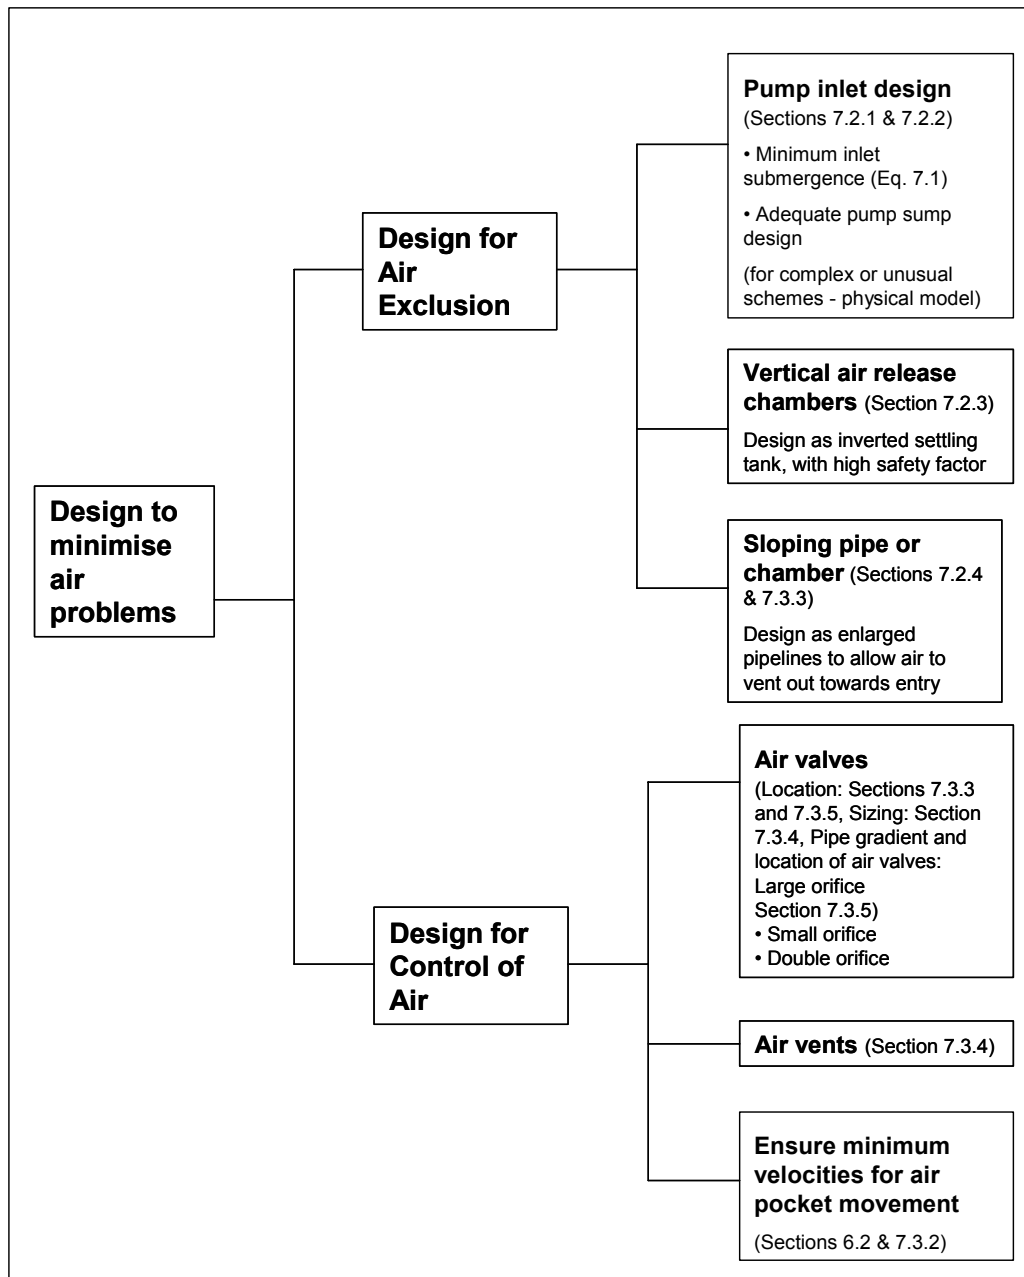 Pump inlet design
(Sections 7.2.1 & 7.2.2)
• Minimum inlet
submergence (Eq. 7.1)
• Adequate pump sump
design
(for complex or unusual
schemes - physical model)
Design for
Air
Exclusion
Vertical air release
chambers (Section 7.2.3)
Design as inverted settling
tank, with high safety factor
Design to
minimise
air
problems
Sloping pipe or
chamber (Sections 7.2.4
& 7.3.3)
Design as enlarged
pipelines to allow air to
vent out towards entry
Air valves
(Location: Sections 7.3.3
and 7.3.5, Sizing: Section
7.3.4, Pipe gradient and
location of air valves:
Large orifice
Section 7.3.5)
• Small orifice
• Double orifice
Design for
Control of
Air
Air vents (Section 7.3.4)
Ensure minimum
velocities for air
pocket movement
(Sections 6.2 & 7.3.2)